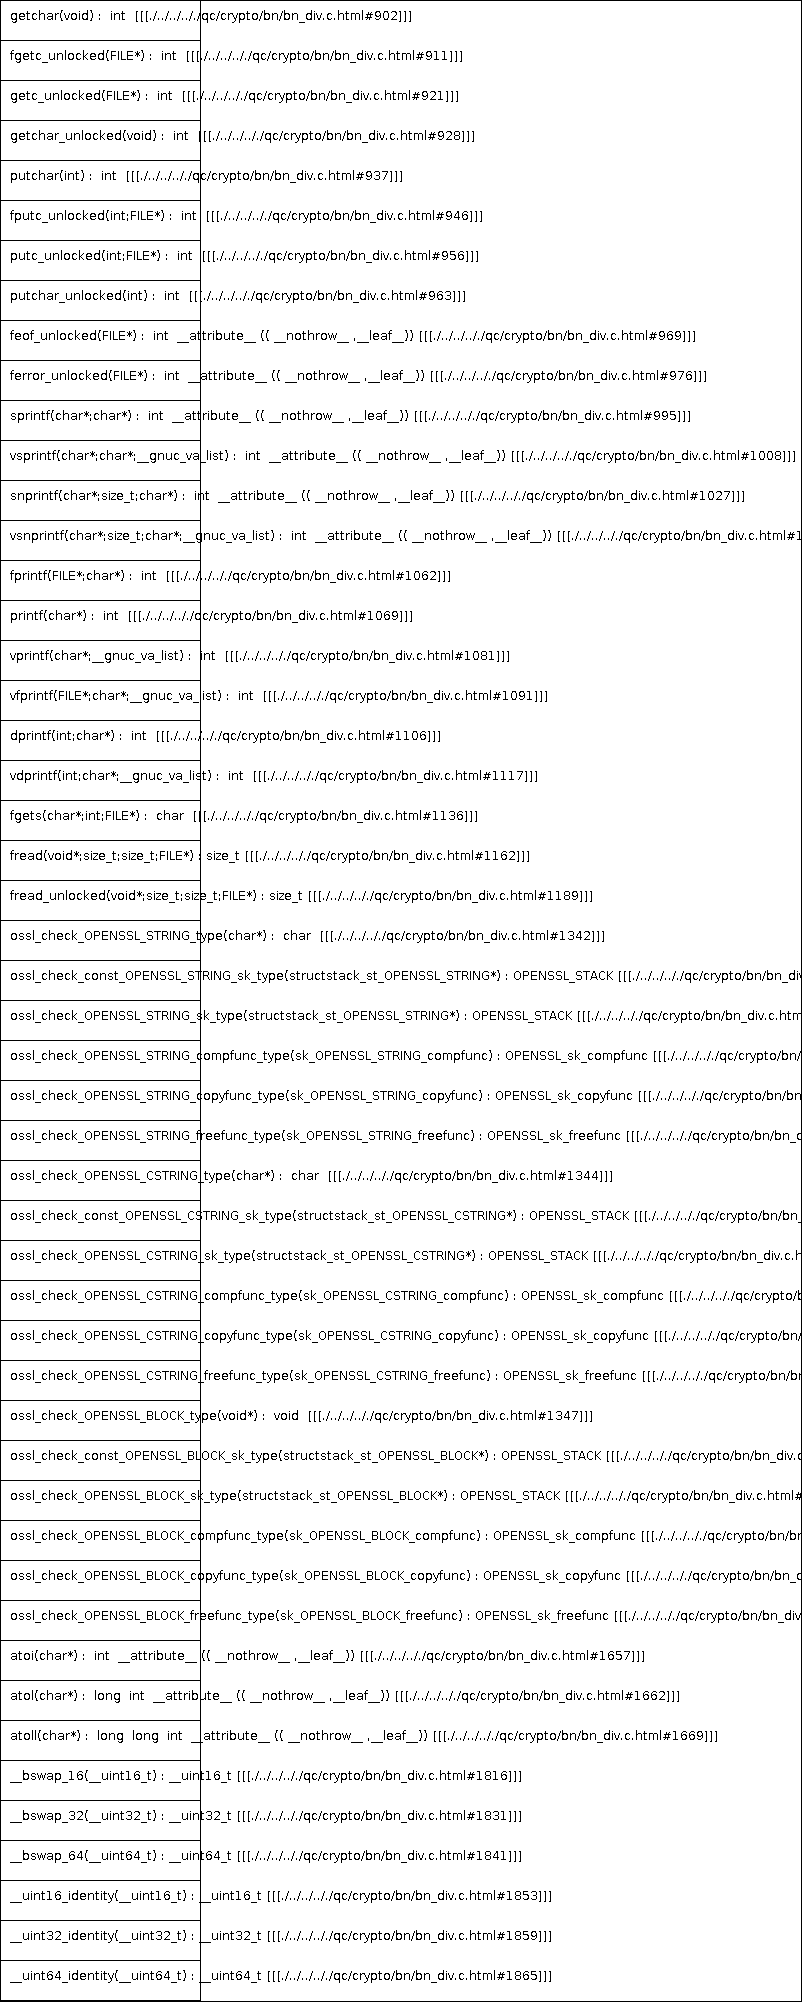 getchar(void) :  int  [[[./../../.././qc/crypto/bn/bn_div.c.html#902]]]
fgetc_unlocked(FILE*) :  int  [[[./../../.././qc/crypto/bn/bn_div.c.html#911]]]
getc_unlocked(FILE*) :  int  [[[./../../.././qc/crypto/bn/bn_div.c.html#921]]]
getchar_unlocked(void) :  int  [[[./../../.././qc/crypto/bn/bn_div.c.html#928]]]
putchar(int) :  int  [[[./../../.././qc/crypto/bn/bn_div.c.html#937]]]
fputc_unlocked(int;FILE*) :  int  [[[./../../.././qc/crypto/bn/bn_div.c.html#946]]]
putc_unlocked(int;FILE*) :  int  [[[./../../.././qc/crypto/bn/bn_div.c.html#956]]]
putchar_unlocked(int) :  int  [[[./../../.././qc/crypto/bn/bn_div.c.html#963]]]
feof_unlocked(FILE*) :  int  __attribute__ (( __nothrow__ ,__leaf__)) [[[./../../.././qc/crypto/bn/bn_div.c.html#969]]]
ferror_unlocked(FILE*) :  int  __attribute__ (( __nothrow__ ,__leaf__)) [[[./../../.././qc/crypto/bn/bn_div.c.html#976]]]
sprintf(char*;char*) :  int  __attribute__ (( __nothrow__ ,__leaf__)) [[[./../../.././qc/crypto/bn/bn_div.c.html#995]]]
vsprintf(char*;char*;__gnuc_va_list) :  int  __attribute__ (( __nothrow__ ,__leaf__)) [[[./../../.././qc/crypto/bn/bn_div.c.html#1008]]]
snprintf(char*;size_t;char*) :  int  __attribute__ (( __nothrow__ ,__leaf__)) [[[./../../.././qc/crypto/bn/bn_div.c.html#1027]]]
vsnprintf(char*;size_t;char*;__gnuc_va_list) :  int  __attribute__ (( __nothrow__ ,__leaf__)) [[[./../../.././qc/crypto/bn/bn_div.c.html#1
fprintf(FILE*;char*) :  int  [[[./../../.././qc/crypto/bn/bn_div.c.html#1062]]]
printf(char*) :  int  [[[./../../.././qc/crypto/bn/bn_div.c.html#1069]]]
vprintf(char*;__gnuc_va_list) :  int  [[[./../../.././qc/crypto/bn/bn_div.c.html#1081]]]
vfprintf(FILE*;char*;__gnuc_va_list) :  int  [[[./../../.././qc/crypto/bn/bn_div.c.html#1091]]]
dprintf(int;char*) :  int  [[[./../../.././qc/crypto/bn/bn_div.c.html#1106]]]
vdprintf(int;char*;__gnuc_va_list) :  int  [[[./../../.././qc/crypto/bn/bn_div.c.html#1117]]]
fgets(char*;int;FILE*) :  char  [[[./../../.././qc/crypto/bn/bn_div.c.html#1136]]]
fread(void*;size_t;size_t;FILE*) : size_t [[[./../../.././qc/crypto/bn/bn_div.c.html#1162]]]
fread_unlocked(void*;size_t;size_t;FILE*) : size_t [[[./../../.././qc/crypto/bn/bn_div.c.html#1189]]]
ossl_check_OPENSSL_STRING_type(char*) :  char  [[[./../../.././qc/crypto/bn/bn_div.c.html#1342]]]
ossl_check_const_OPENSSL_STRING_sk_type(structstack_st_OPENSSL_STRING*) : OPENSSL_STACK [[[./../../.././qc/crypto/bn/bn_div
ossl_check_OPENSSL_STRING_sk_type(structstack_st_OPENSSL_STRING*) : OPENSSL_STACK [[[./../../.././qc/crypto/bn/bn_div.c.htm
ossl_check_OPENSSL_STRING_compfunc_type(sk_OPENSSL_STRING_compfunc) : OPENSSL_sk_compfunc [[[./../../.././qc/crypto/bn/
ossl_check_OPENSSL_STRING_copyfunc_type(sk_OPENSSL_STRING_copyfunc) : OPENSSL_sk_copyfunc [[[./../../.././qc/crypto/bn/bn
ossl_check_OPENSSL_STRING_freefunc_type(sk_OPENSSL_STRING_freefunc) : OPENSSL_sk_freefunc [[[./../../.././qc/crypto/bn/bn_d
ossl_check_OPENSSL_CSTRING_type(char*) :  char  [[[./../../.././qc/crypto/bn/bn_div.c.html#1344]]]
ossl_check_const_OPENSSL_CSTRING_sk_type(structstack_st_OPENSSL_CSTRING*) : OPENSSL_STACK [[[./../../.././qc/crypto/bn/bn_
ossl_check_OPENSSL_CSTRING_sk_type(structstack_st_OPENSSL_CSTRING*) : OPENSSL_STACK [[[./../../.././qc/crypto/bn/bn_div.c.h
ossl_check_OPENSSL_CSTRING_compfunc_type(sk_OPENSSL_CSTRING_compfunc) : OPENSSL_sk_compfunc [[[./../../.././qc/crypto/b
ossl_check_OPENSSL_CSTRING_copyfunc_type(sk_OPENSSL_CSTRING_copyfunc) : OPENSSL_sk_copyfunc [[[./../../.././qc/crypto/bn/
ossl_check_OPENSSL_CSTRING_freefunc_type(sk_OPENSSL_CSTRING_freefunc) : OPENSSL_sk_freefunc [[[./../../.././qc/crypto/bn/bn
ossl_check_OPENSSL_BLOCK_type(void*) :  void  [[[./../../.././qc/crypto/bn/bn_div.c.html#1347]]]
ossl_check_const_OPENSSL_BLOCK_sk_type(structstack_st_OPENSSL_BLOCK*) : OPENSSL_STACK [[[./../../.././qc/crypto/bn/bn_div.c
ossl_check_OPENSSL_BLOCK_sk_type(structstack_st_OPENSSL_BLOCK*) : OPENSSL_STACK [[[./../../.././qc/crypto/bn/bn_div.c.html#
ossl_check_OPENSSL_BLOCK_compfunc_type(sk_OPENSSL_BLOCK_compfunc) : OPENSSL_sk_compfunc [[[./../../.././qc/crypto/bn/bn
ossl_check_OPENSSL_BLOCK_copyfunc_type(sk_OPENSSL_BLOCK_copyfunc) : OPENSSL_sk_copyfunc [[[./../../.././qc/crypto/bn/bn_d
ossl_check_OPENSSL_BLOCK_freefunc_type(sk_OPENSSL_BLOCK_freefunc) : OPENSSL_sk_freefunc [[[./../../.././qc/crypto/bn/bn_div
atoi(char*) :  int  __attribute__ (( __nothrow__ ,__leaf__)) [[[./../../.././qc/crypto/bn/bn_div.c.html#1657]]]
atol(char*) :  long  int  __attribute__ (( __nothrow__ ,__leaf__)) [[[./../../.././qc/crypto/bn/bn_div.c.html#1662]]]
atoll(char*) :  long  long  int  __attribute__ (( __nothrow__ ,__leaf__)) [[[./../../.././qc/crypto/bn/bn_div.c.html#1669]]]
__bswap_16(__uint16_t) : __uint16_t [[[./../../.././qc/crypto/bn/bn_div.c.html#1816]]]
__bswap_32(__uint32_t) : __uint32_t [[[./../../.././qc/crypto/bn/bn_div.c.html#1831]]]
__bswap_64(__uint64_t) : __uint64_t [[[./../../.././qc/crypto/bn/bn_div.c.html#1841]]]
__uint16_identity(__uint16_t) : __uint16_t [[[./../../.././qc/crypto/bn/bn_div.c.html#1853]]]
__uint32_identity(__uint32_t) : __uint32_t [[[./../../.././qc/crypto/bn/bn_div.c.html#1859]]]
__uint64_identity(__uint64_t) : __uint64_t [[[./../../.././qc/crypto/bn/bn_div.c.html#1865]]]